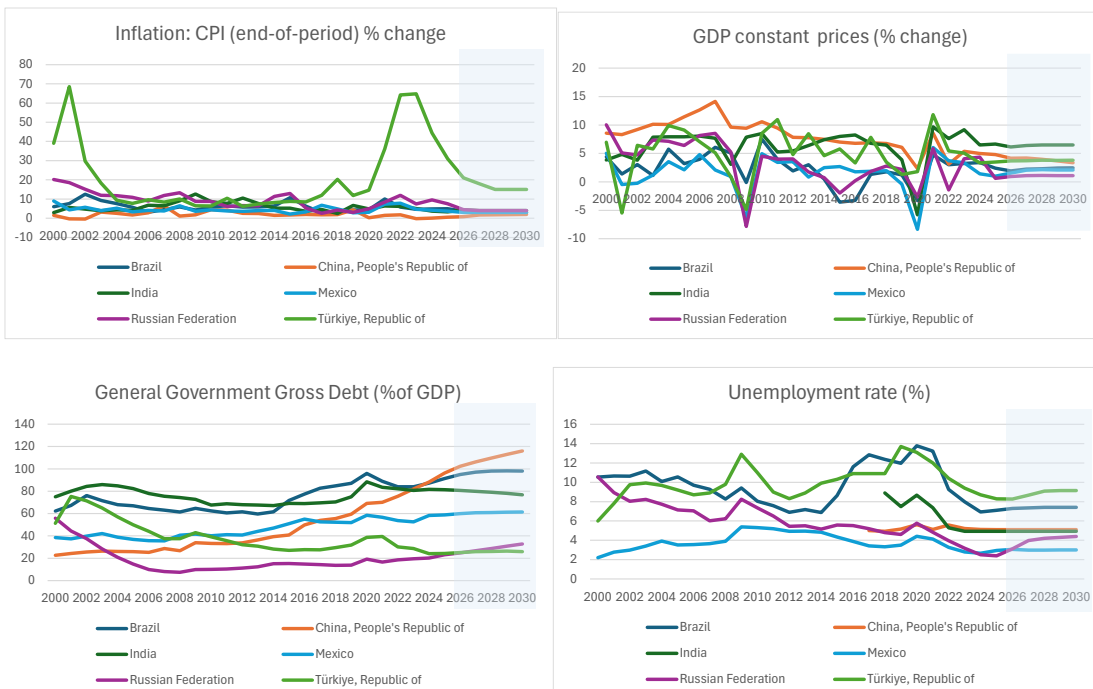 Inflation: CPI (end-of-period) % change
80
70
60
50
40
30
20
10
0
-10
2000 2002 2004 2006 2008 2010 2012 2014 2016 2018 2020 2022 2024 2026 2028 2030
Brazil China, People's Republic of
India Mexico
Russian Federation Türkiye, Republic of
GDP constant prices (% change)
20
15
10
5
0
-5
-10
2000 2002 2004 2006 2008 2010 2012 2014 2016 2018 2020 2022 2024 2026 2028 2030
Brazil China, People's Republic of
India Mexico
Russian Federation Türkiye, Republic of
General Government Gross Debt (%of GDP)
140
120
100
80
60
40
20
0
2000 2002 2004 2006 2008 2010 2012 2014 2016 2018 2020 2022 2024 2026 2028 2030
Brazil China, People's Republic of
India Mexico
Russian Federation Türkiye, Republic of
Unemployment rate (%)
16
14
12
10
8
6
4
2
0
2000 2002 2004 2006 2008 2010 2012 2014 2016 2018 2020 2022 2024 2026 2028 2030
Brazil China, People's Republic of
India Mexico
Russian Federation Türkiye, Republic of